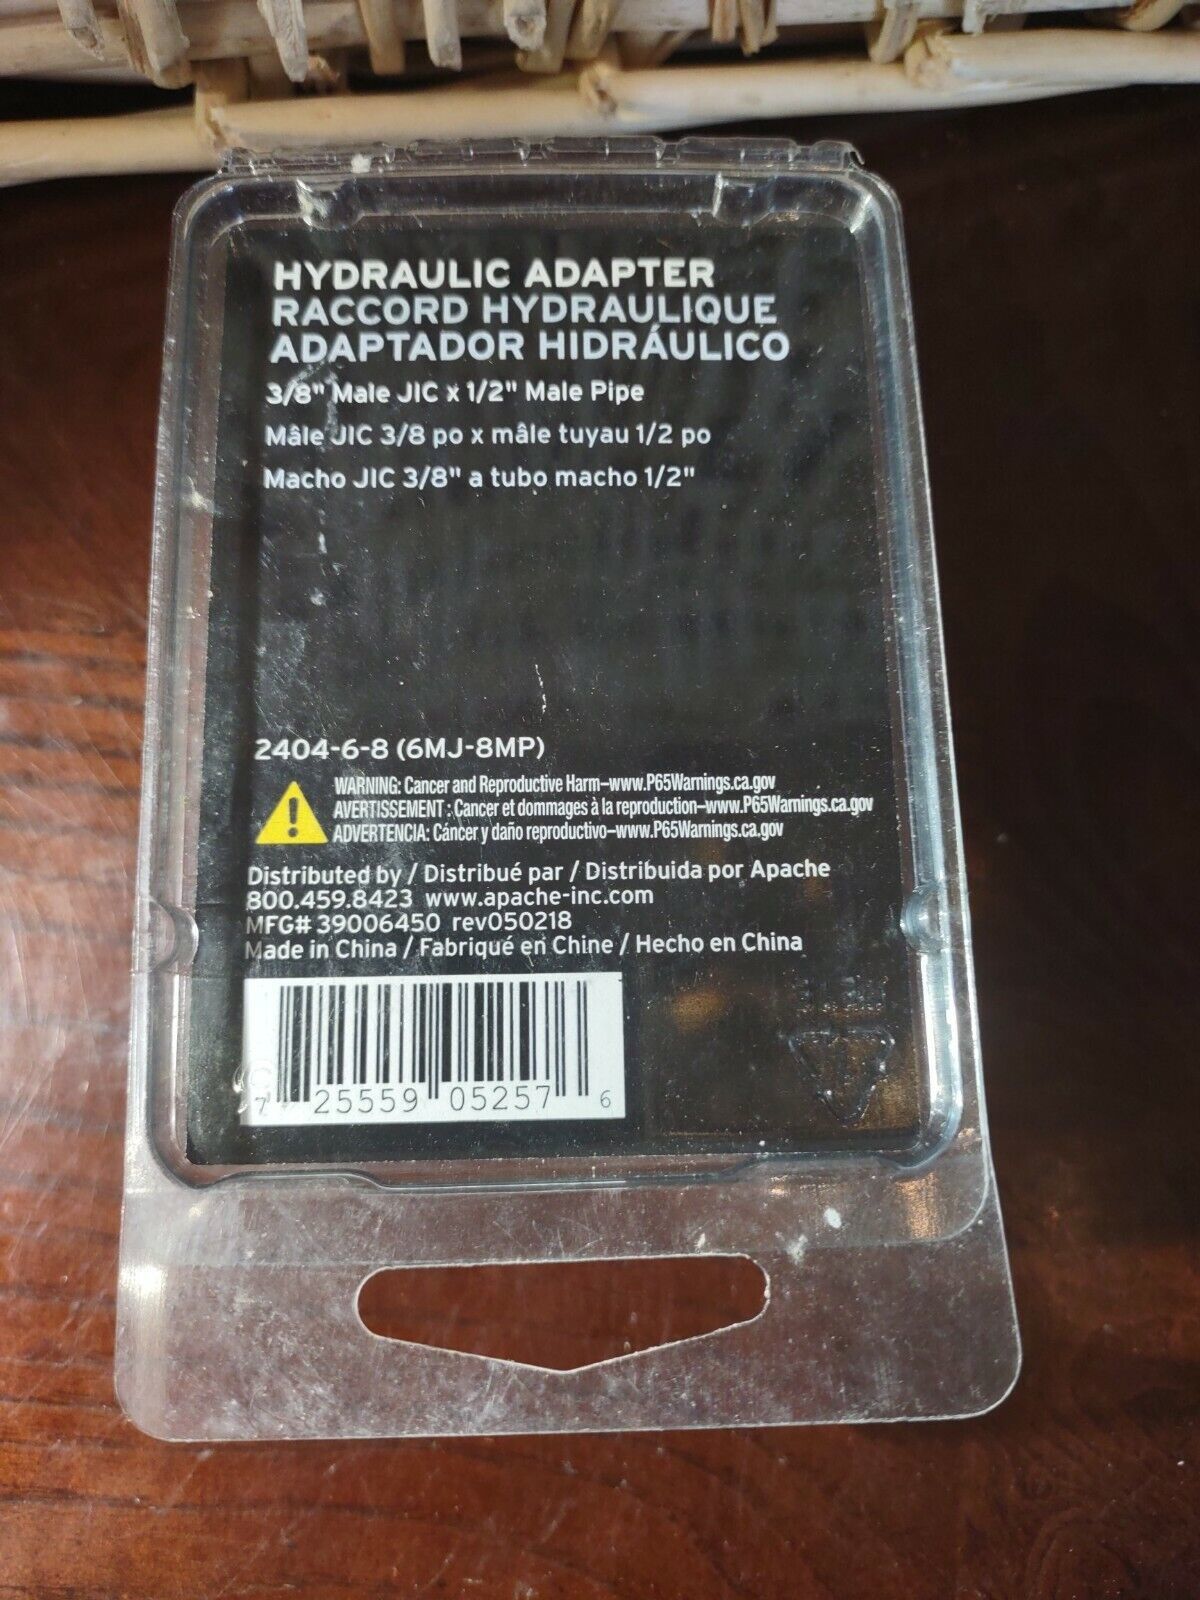 HYDRAULIC ADAPTER
RACCORD HYDRAULIQUE
ADAPTADOR HIDRÁULICO
3/8" Male JIC x 1/2" Male Pipe
Mâle JIC 3/8 po x mâle tuyau 1/2 po
Macho JIC 3/8" a tubo macho 1/2"
2404-6-8 (6MJ-8MP)
WARNING: Cancer and Reproductive Harm–www.P65Warnings.ca.gov
AVERTISSEMENT : Cancer et dommages à la reproduction–www.P65Warnings.ca.gov
ADVERTENCIA: Cáncer y daño reproductivo–www.P65Warnings.ca.gov
Distributed by / Distribué par / Distribuida por Apache
800.459.8423 www.apache-inc.com
MFG# 39006450 rev050218
Made in China / Fabriqué en Chine / Hecho en China
7 25559 05257 6